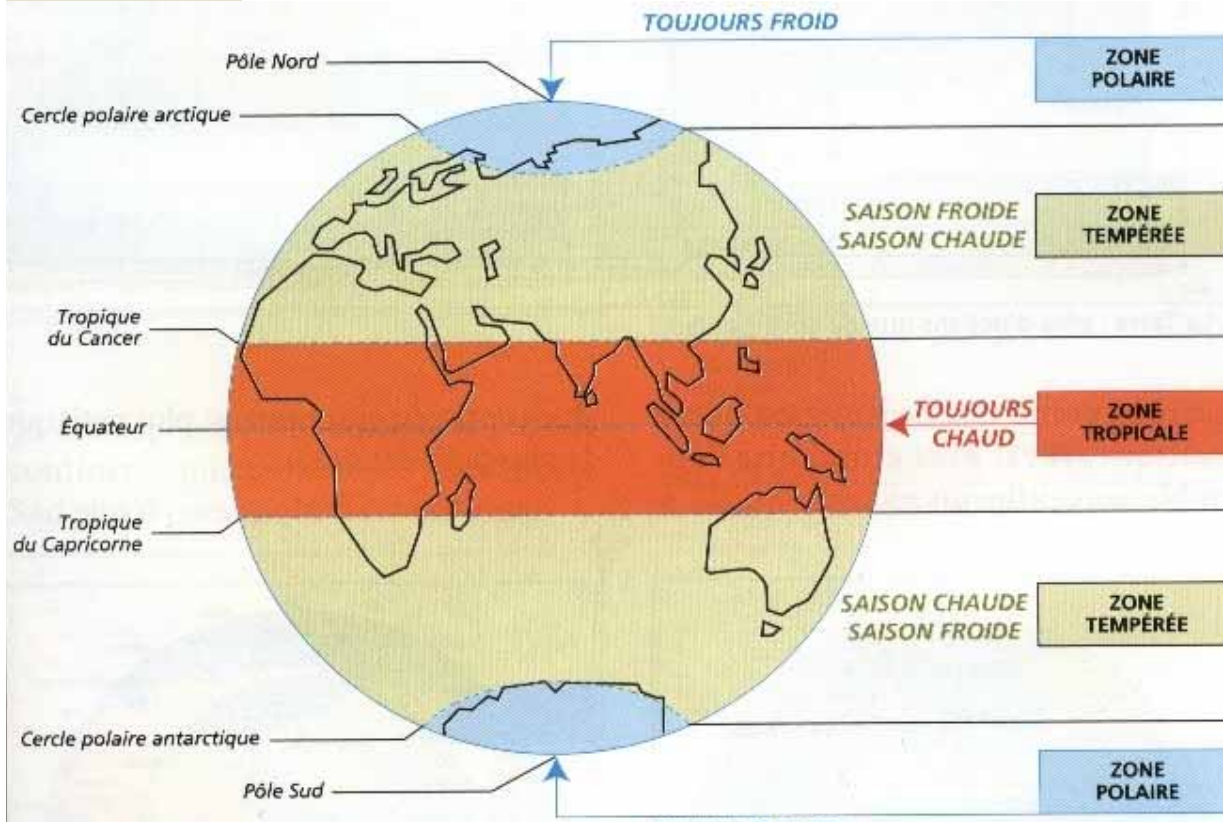 TOUJOURS FROID
ZONE
POLAIRE
Pôle Nord
Cercle polaire arctique
SAISON FROIDE
SAISON CHAUDE
ZONE
TEMPÉRÉE
Tropique
du Cancer
Équateur
TOUJOURS
CHAUD
ZONE
TROPICALE
Tropique
du Capricorne
SAISON CHAUDE
SAISON FROIDE
ZONE
TEMPÉRÉE
Cercle polaire antarctique
Pôle Sud
ZONE
POLAIRE